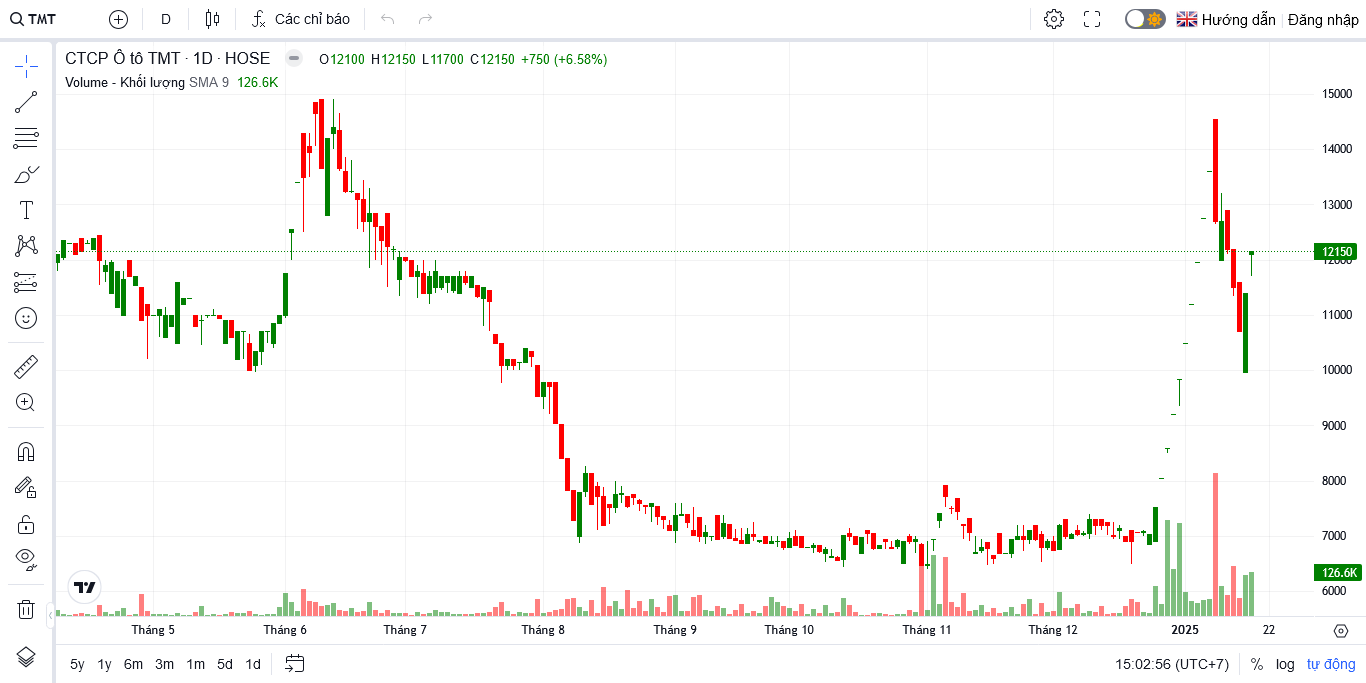 TMT D Các chỉ báo Hướng dẫn Đăng nhập
CTCP Ô tô TMT · 1D · HOSE O12100 H12150 L11700 C12150 +750 (+6.58%)
Volume - Khối lượng SMA 9 126.6K
15000
14000
13000
12150
12000
11000
10000
9000
8000
7000
126.6K
6000
Tháng 5 Tháng 6 Tháng 7 Tháng 8 Tháng 9 Tháng 10 Tháng 11 Tháng 12 2025 22
5y 1y 6m 3m 1m 5d 1d 15:02:56 (UTC+7) % log tự động